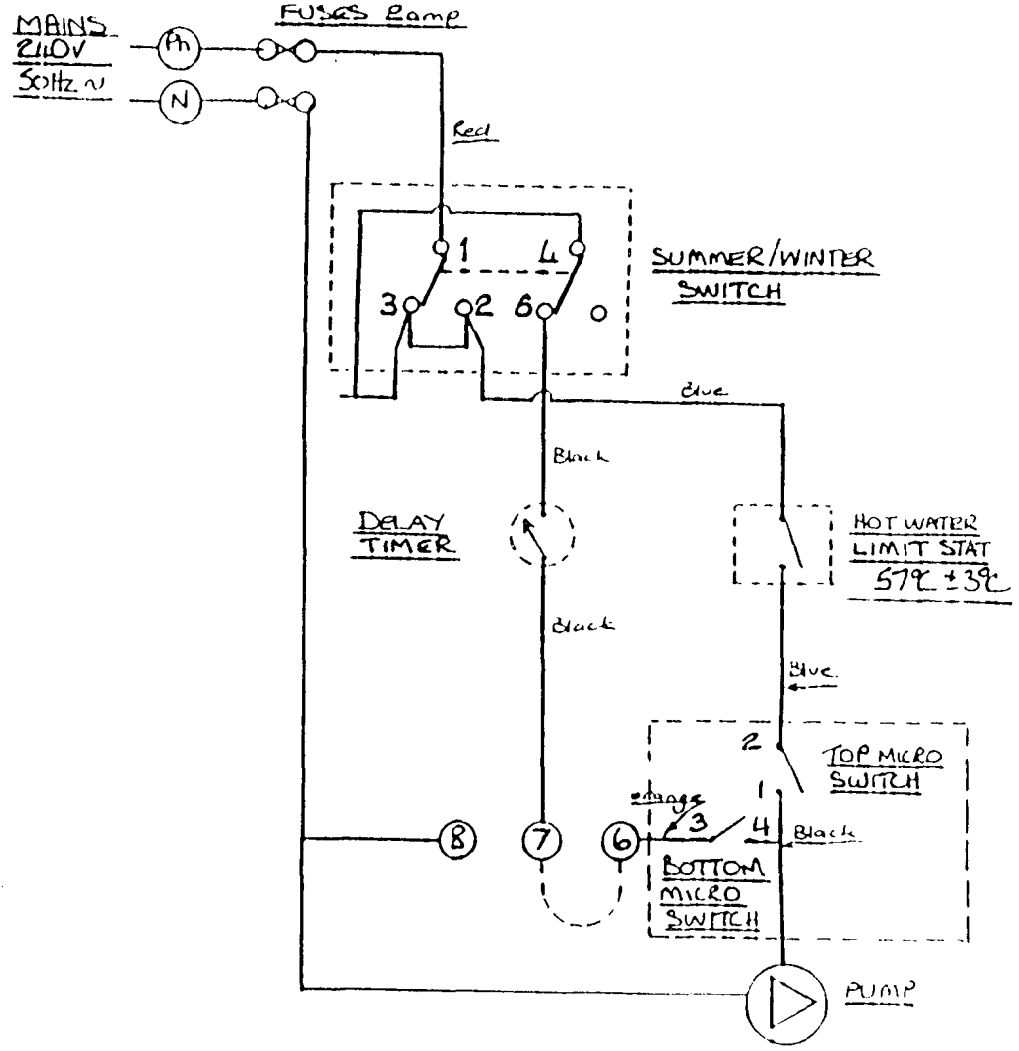 MAINS
240V
50Hz ~
Ph
N
FUSES 2amp
Red
1
4
3
2
6
SUMMER/WINTER
SWITCH
Blue
Black
DELAY
TIMER
HOT WATER
LIMIT STAT
57°C ±3°C
Black
Blue
2
TOP MICRO
SWITCH
1
orange
3
4
Black
8
7
6
BOTTOM
MICRO
SWITCH
PUMP